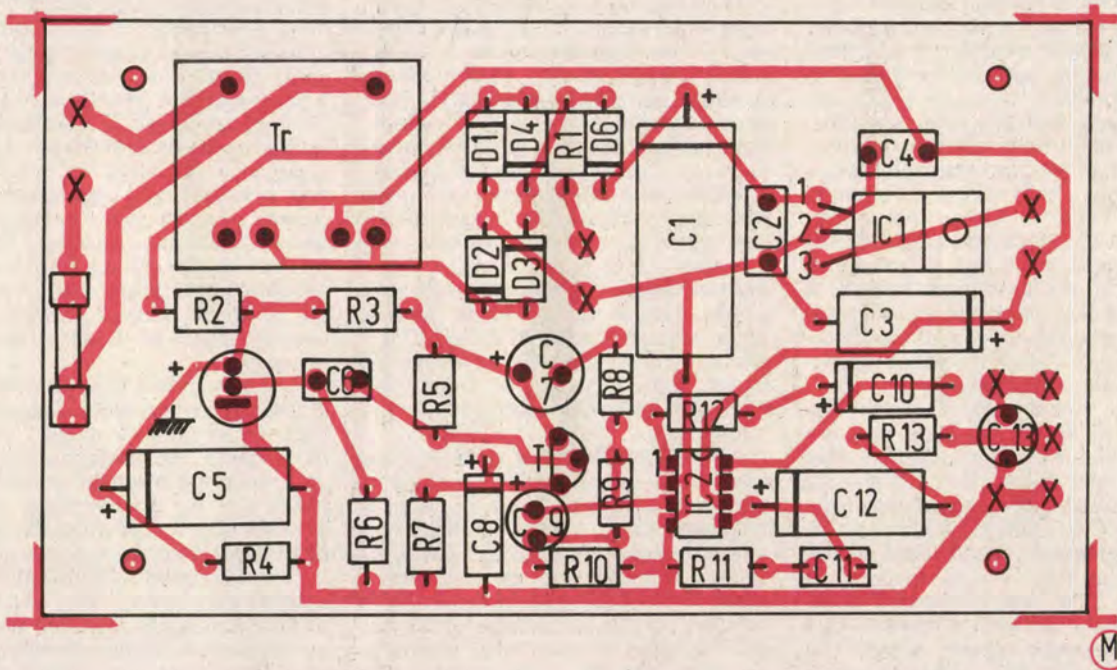 Tr
D1
D4
R1
D6
C1
C2
1
2
3
C4
IC1
D2
D3
R2
R3
C3
+
+
+
C6
R5
+
C7
R8
R12
C10
+
R13
C13
C5
+
R6
R7
+
C8
T
+
C9
R9
1
IC2
+
C12
R4
R10
R11
C11
M